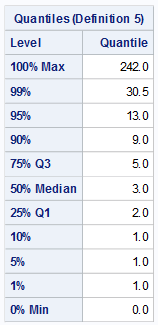 Quantiles (Definition 5)
Level Quantile
100% Max 242.0
99% 30.5
95% 13.0
90% 9.0
75% Q3 5.0
50% Median 3.0
25% Q1 2.0
10% 1.0
5% 1.0
1% 1.0
0% Min 0.0